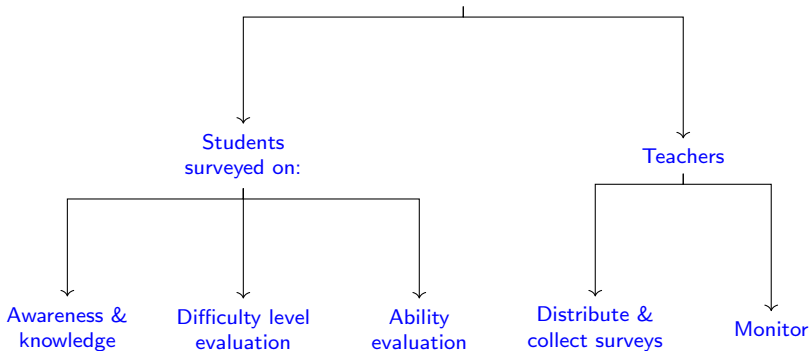 Students
surveyed on:
Teachers
Awareness &
knowledge
Difficulty level
evaluation
Ability
evaluation
Distribute &
collect surveys
Monitor